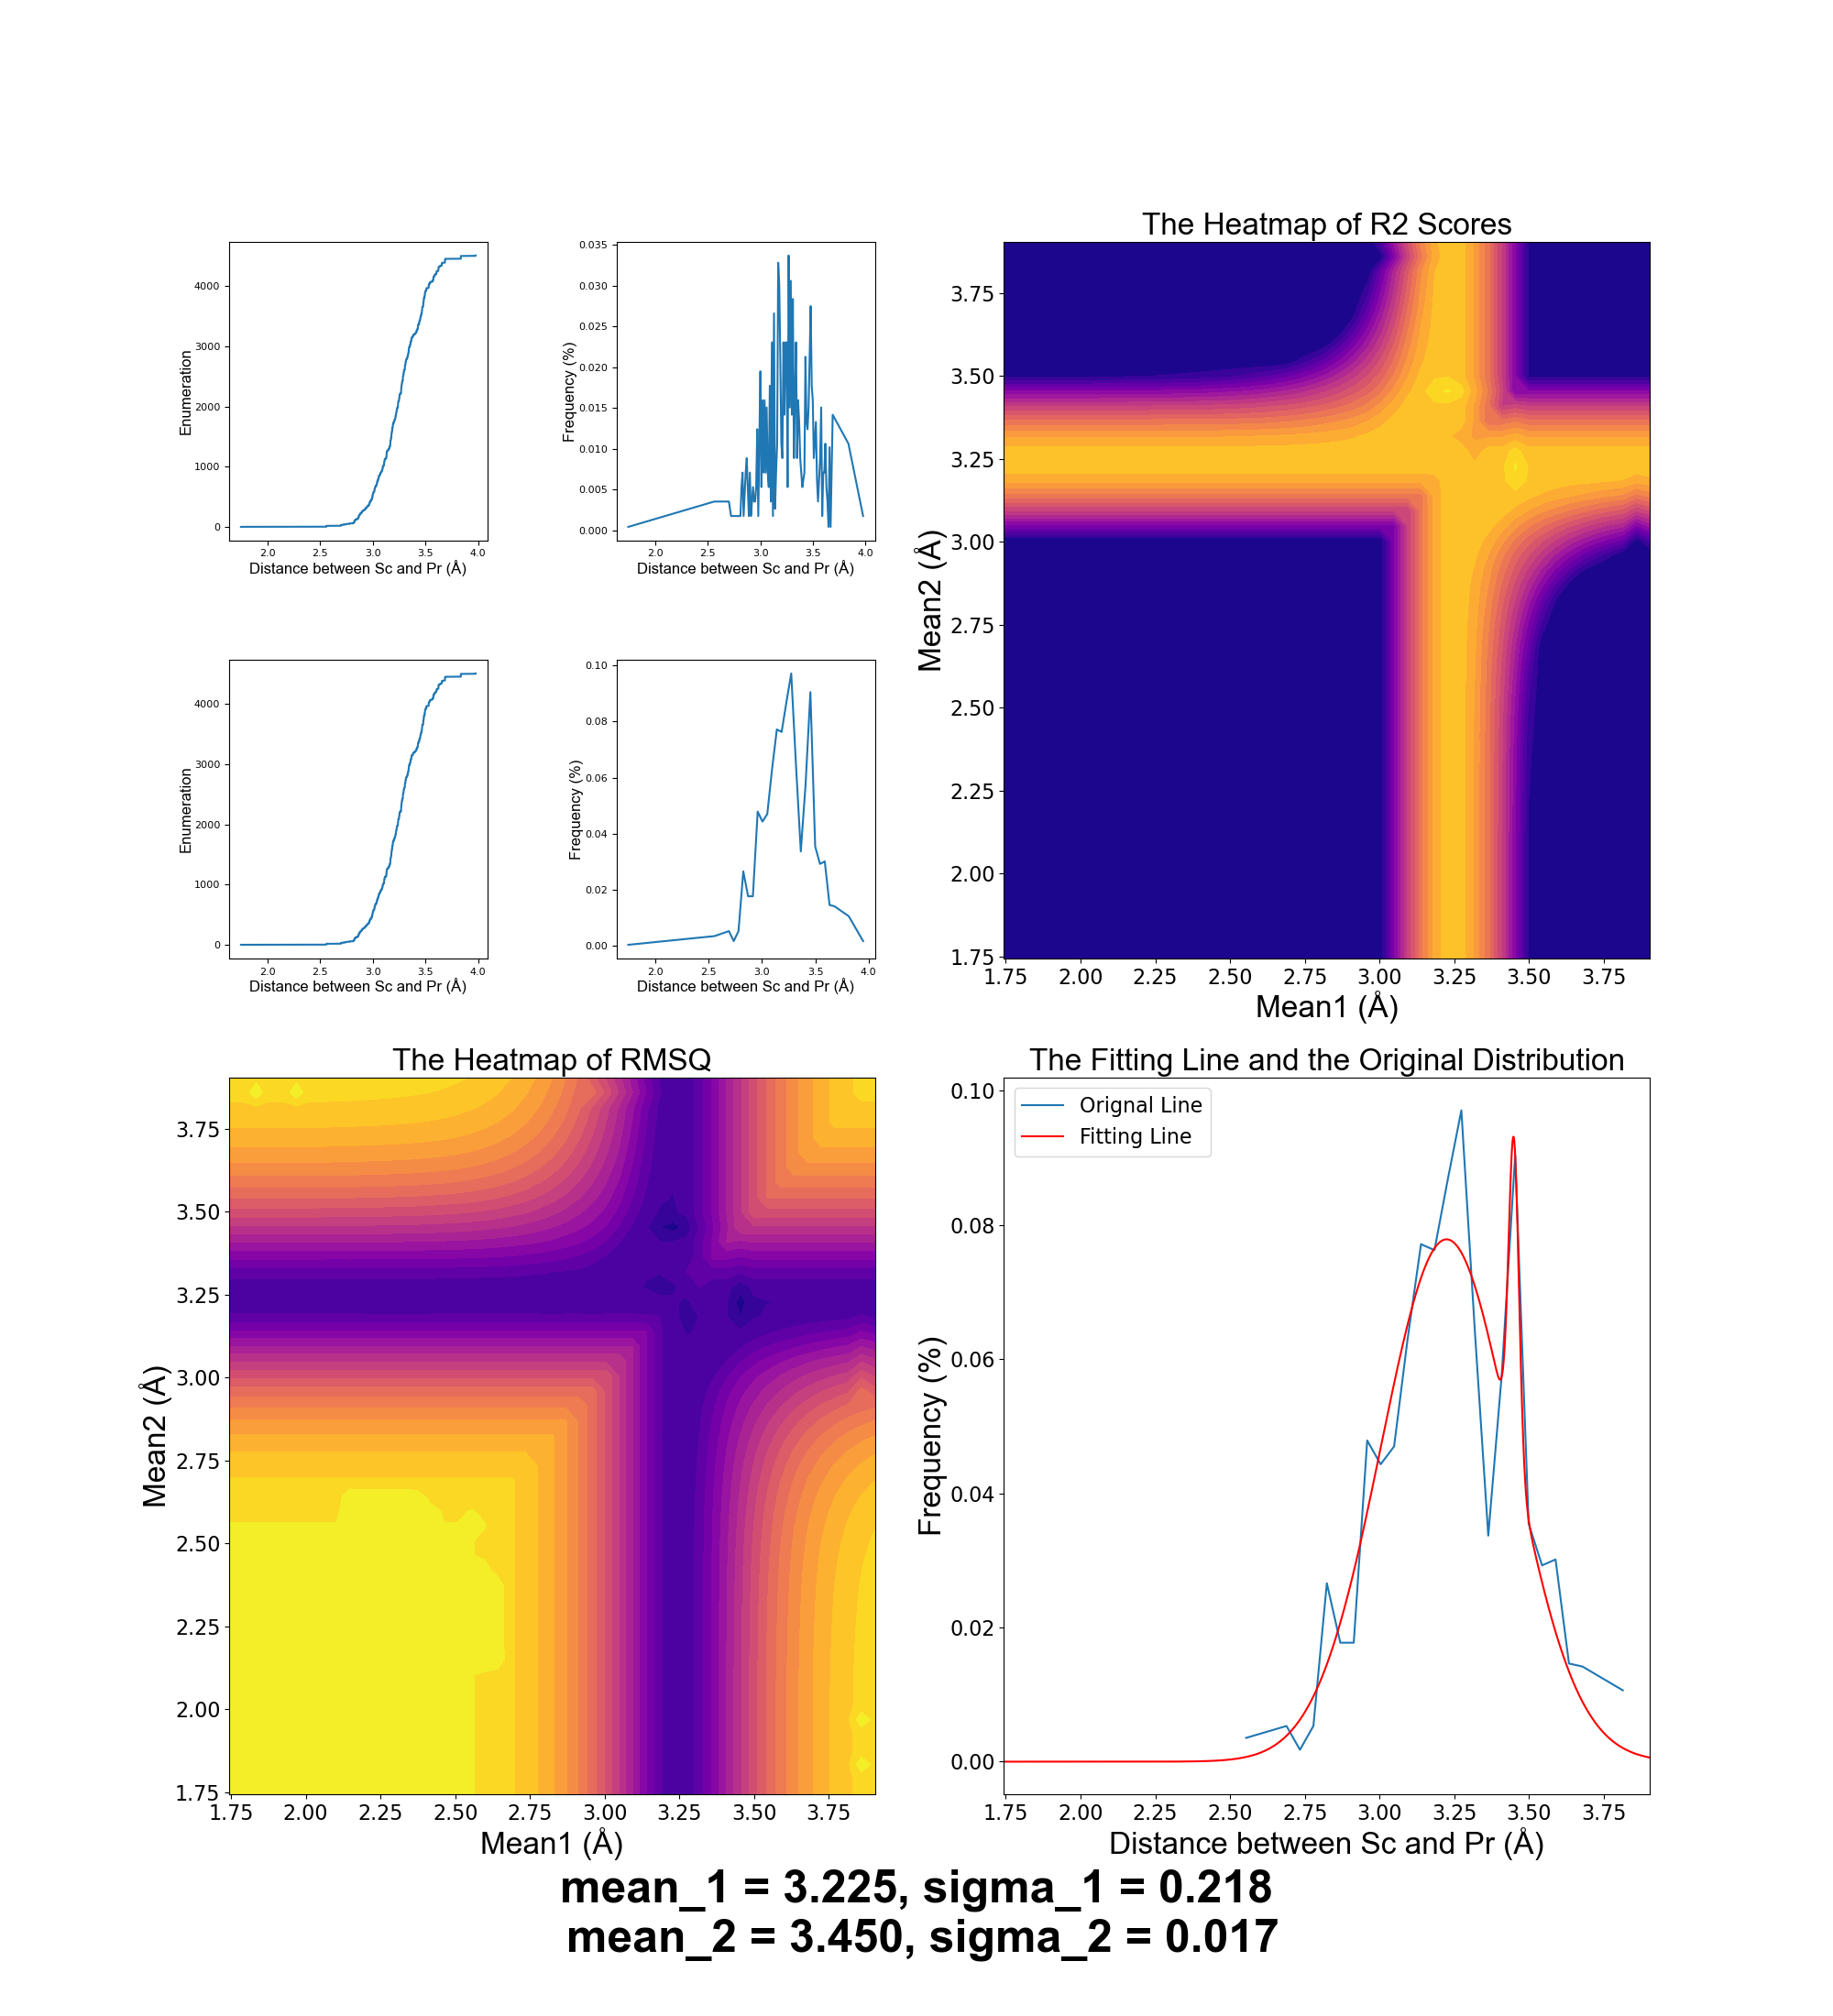 4000
3000
2000
1000
0
Enumeration
2.0 2.5 3.0 3.5 4.0
Distance between Sc and Pr (Å)
0.035
0.030
0.025
0.020
0.015
0.010
0.005
0.000
Frequency (%)
2.0 2.5 3.0 3.5 4.0
Distance between Sc and Pr (Å)
4000
3000
2000
1000
0
Enumeration
2.0 2.5 3.0 3.5 4.0
Distance between Sc and Pr (Å)
0.10
0.08
0.06
0.04
0.02
0.00
Frequency (%)
2.0 2.5 3.0 3.5 4.0
Distance between Sc and Pr (Å)
The Heatmap of R2 Scores
3.75
3.50
3.25
3.00
2.75
2.50
2.25
2.00
1.75
Mean2 (Å)
1.75 2.00 2.25 2.50 2.75 3.00 3.25 3.50 3.75
Mean1 (Å)
The Heatmap of RMSQ
3.75
3.50
3.25
3.00
2.75
2.50
2.25
2.00
1.75
Mean2 (Å)
1.75 2.00 2.25 2.50 2.75 3.00 3.25 3.50 3.75
Mean1 (Å)
The Fitting Line and the Original Distribution
Orignal Line
Fitting Line
0.10
0.08
0.06
0.04
0.02
0.00
Frequency (%)
1.75 2.00 2.25 2.50 2.75 3.00 3.25 3.50 3.75
Distance between Sc and Pr (Å)
mean_1 = 3.225, sigma_1 = 0.218
mean_2 = 3.450, sigma_2 = 0.017